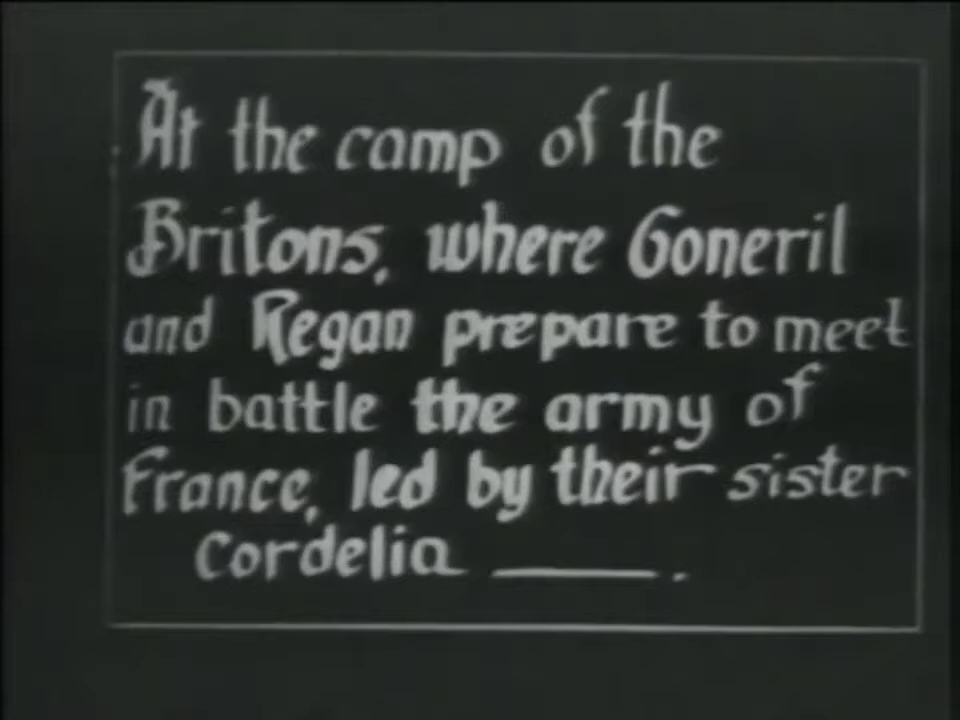 At the camp of the
Britons, where Goneril
and Regan prepare to meet
in battle the army of
France, led by their sister
Cordelia ——.